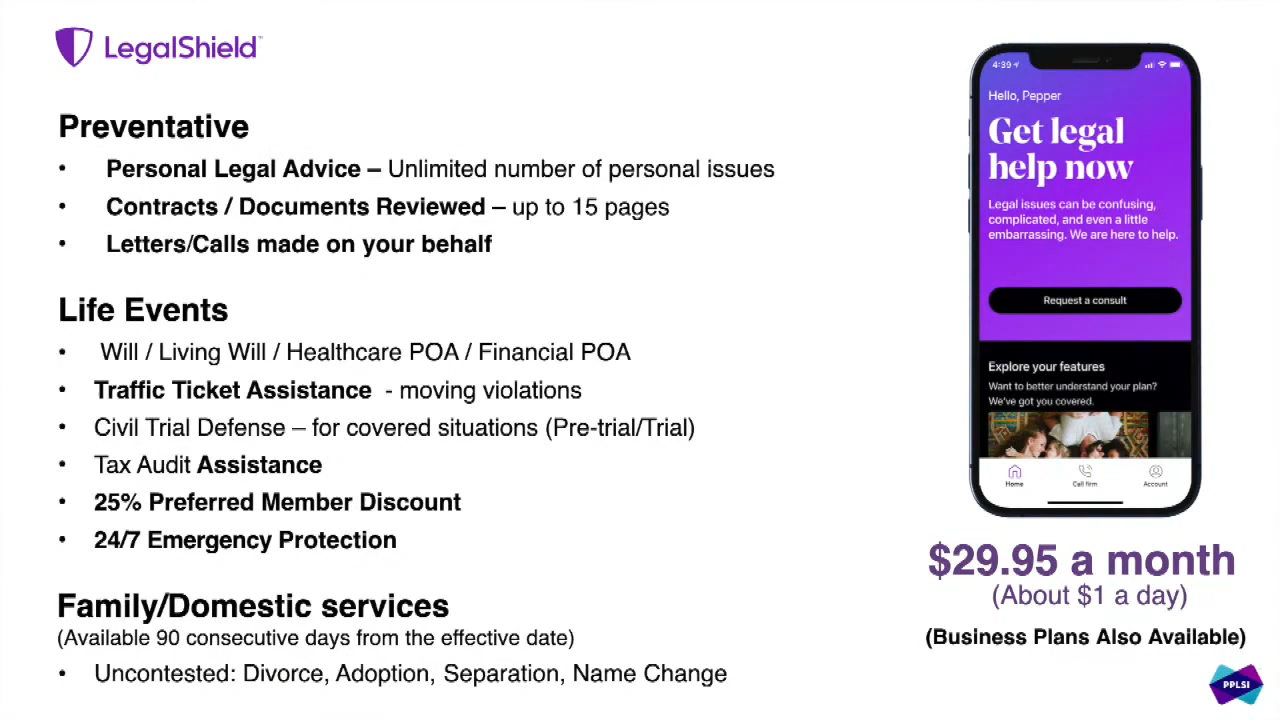 LegalShield™
Preventative
• Personal Legal Advice – Unlimited number of personal issues
• Contracts / Documents Reviewed – up to 15 pages
• Letters/Calls made on your behalf
Life Events
• Will / Living Will / Healthcare POA / Financial POA
• Traffic Ticket Assistance - moving violations
• Civil Trial Defense – for covered situations (Pre-trial/Trial)
• Tax Audit Assistance
• 25% Preferred Member Discount
• 24/7 Emergency Protection
Family/Domestic services
(Available 90 consecutive days from the effective date)
• Uncontested: Divorce, Adoption, Separation, Name Change
4:39
Hello, Pepper
Get legal
help now
Legal issues can be confusing,
complicated, and even a little
embarrassing. We are here to help.
Request a consult
Explore your features
Want to better understand your plan?
We've got you covered.
Home Call firm Account
$29.95 a month
(About $1 a day)
(Business Plans Also Available)
PPLSI